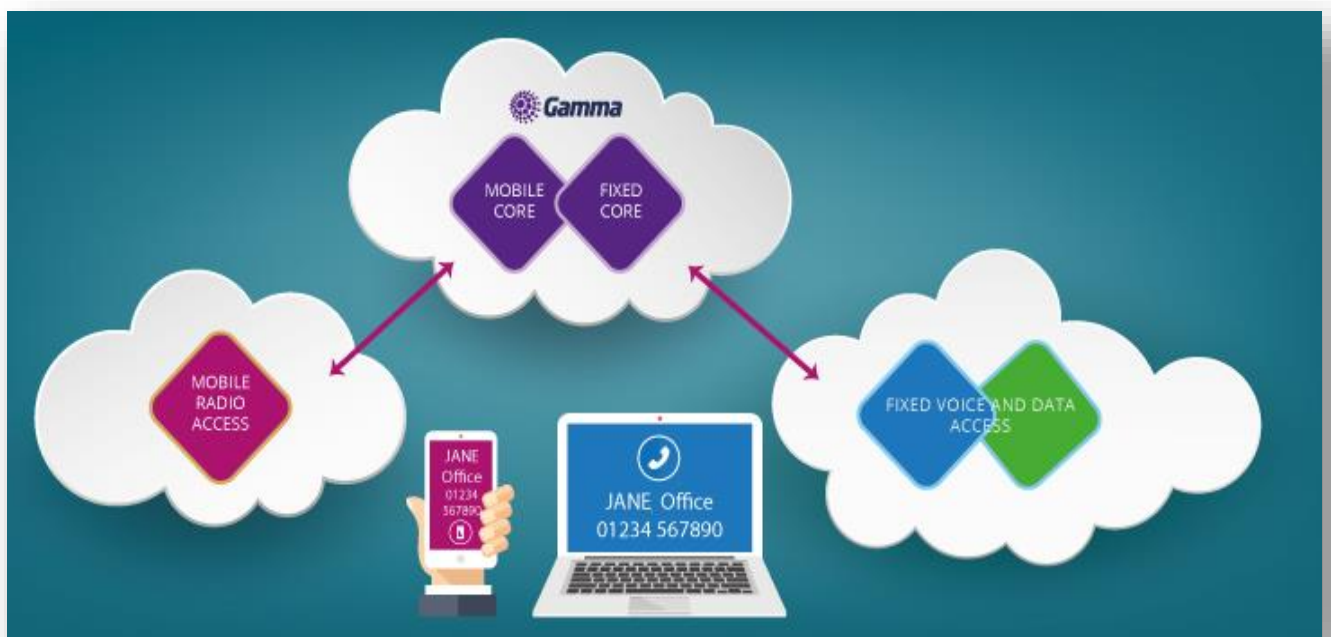 Gamma
MOBILE
CORE
FIXED
CORE
MOBILE
RADIO
ACCESS
FIXED VOICE AND DATA
ACCESS
JANE
Office
01234
567890
JANE Office
01234 567890